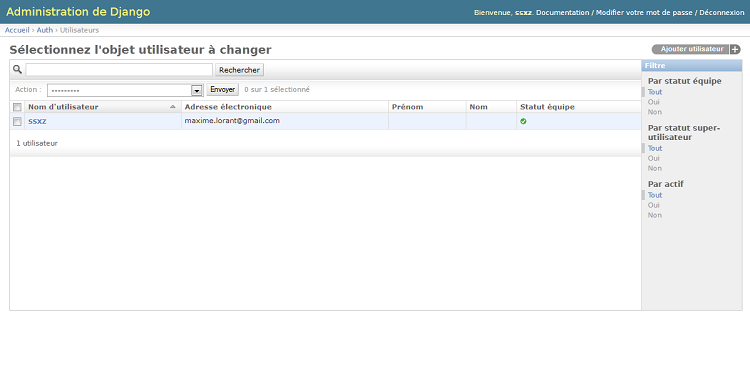 Administration de Django
Bienvenue, ssxz. Documentation / Modifier votre mot de passe / Déconnexion
Accueil › Auth › Utilisateurs
Sélectionnez l'objet utilisateur à changer
Ajouter utilisateur +
Rechercher
Action : --------- Envoyer 0 sur 1 sélectionné
Nom d'utilisateur Adresse électronique Prénom Nom Statut équipe
ssxz maxime.lorant@gmail.com
1 utilisateur
Filtre
Par statut équipe
Tout
Oui
Non
Par statut super-
utilisateur
Tout
Oui
Non
Par actif
Tout
Oui
Non